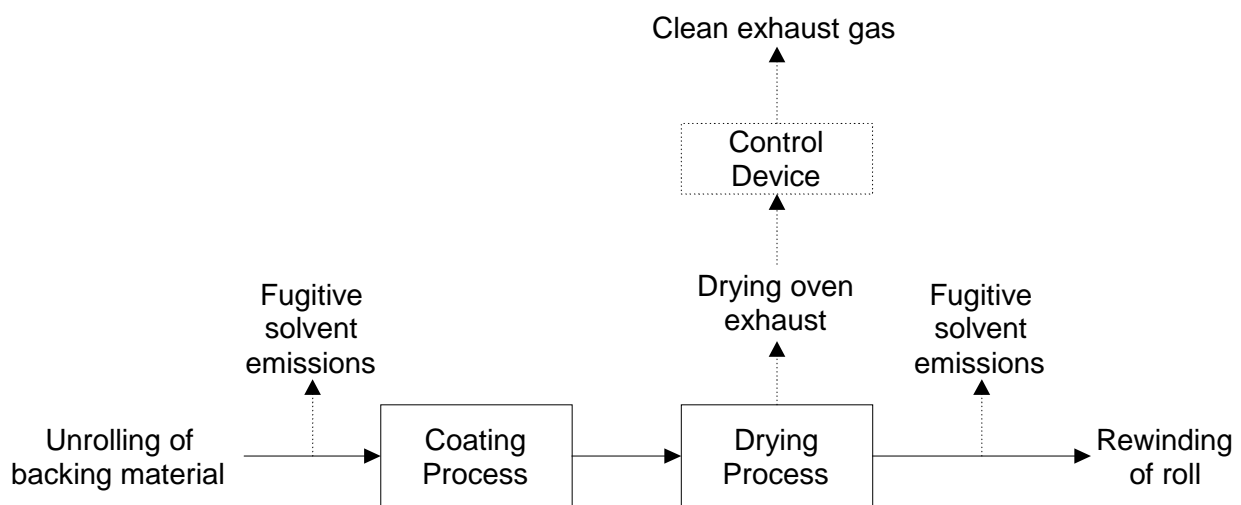 Clean exhaust gas
Control
Device
Drying oven
exhaust
Fugitive
solvent
emissions
Fugitive
solvent
emissions
Unrolling of
backing material
Coating
Process
Drying
Process
Rewinding
of roll